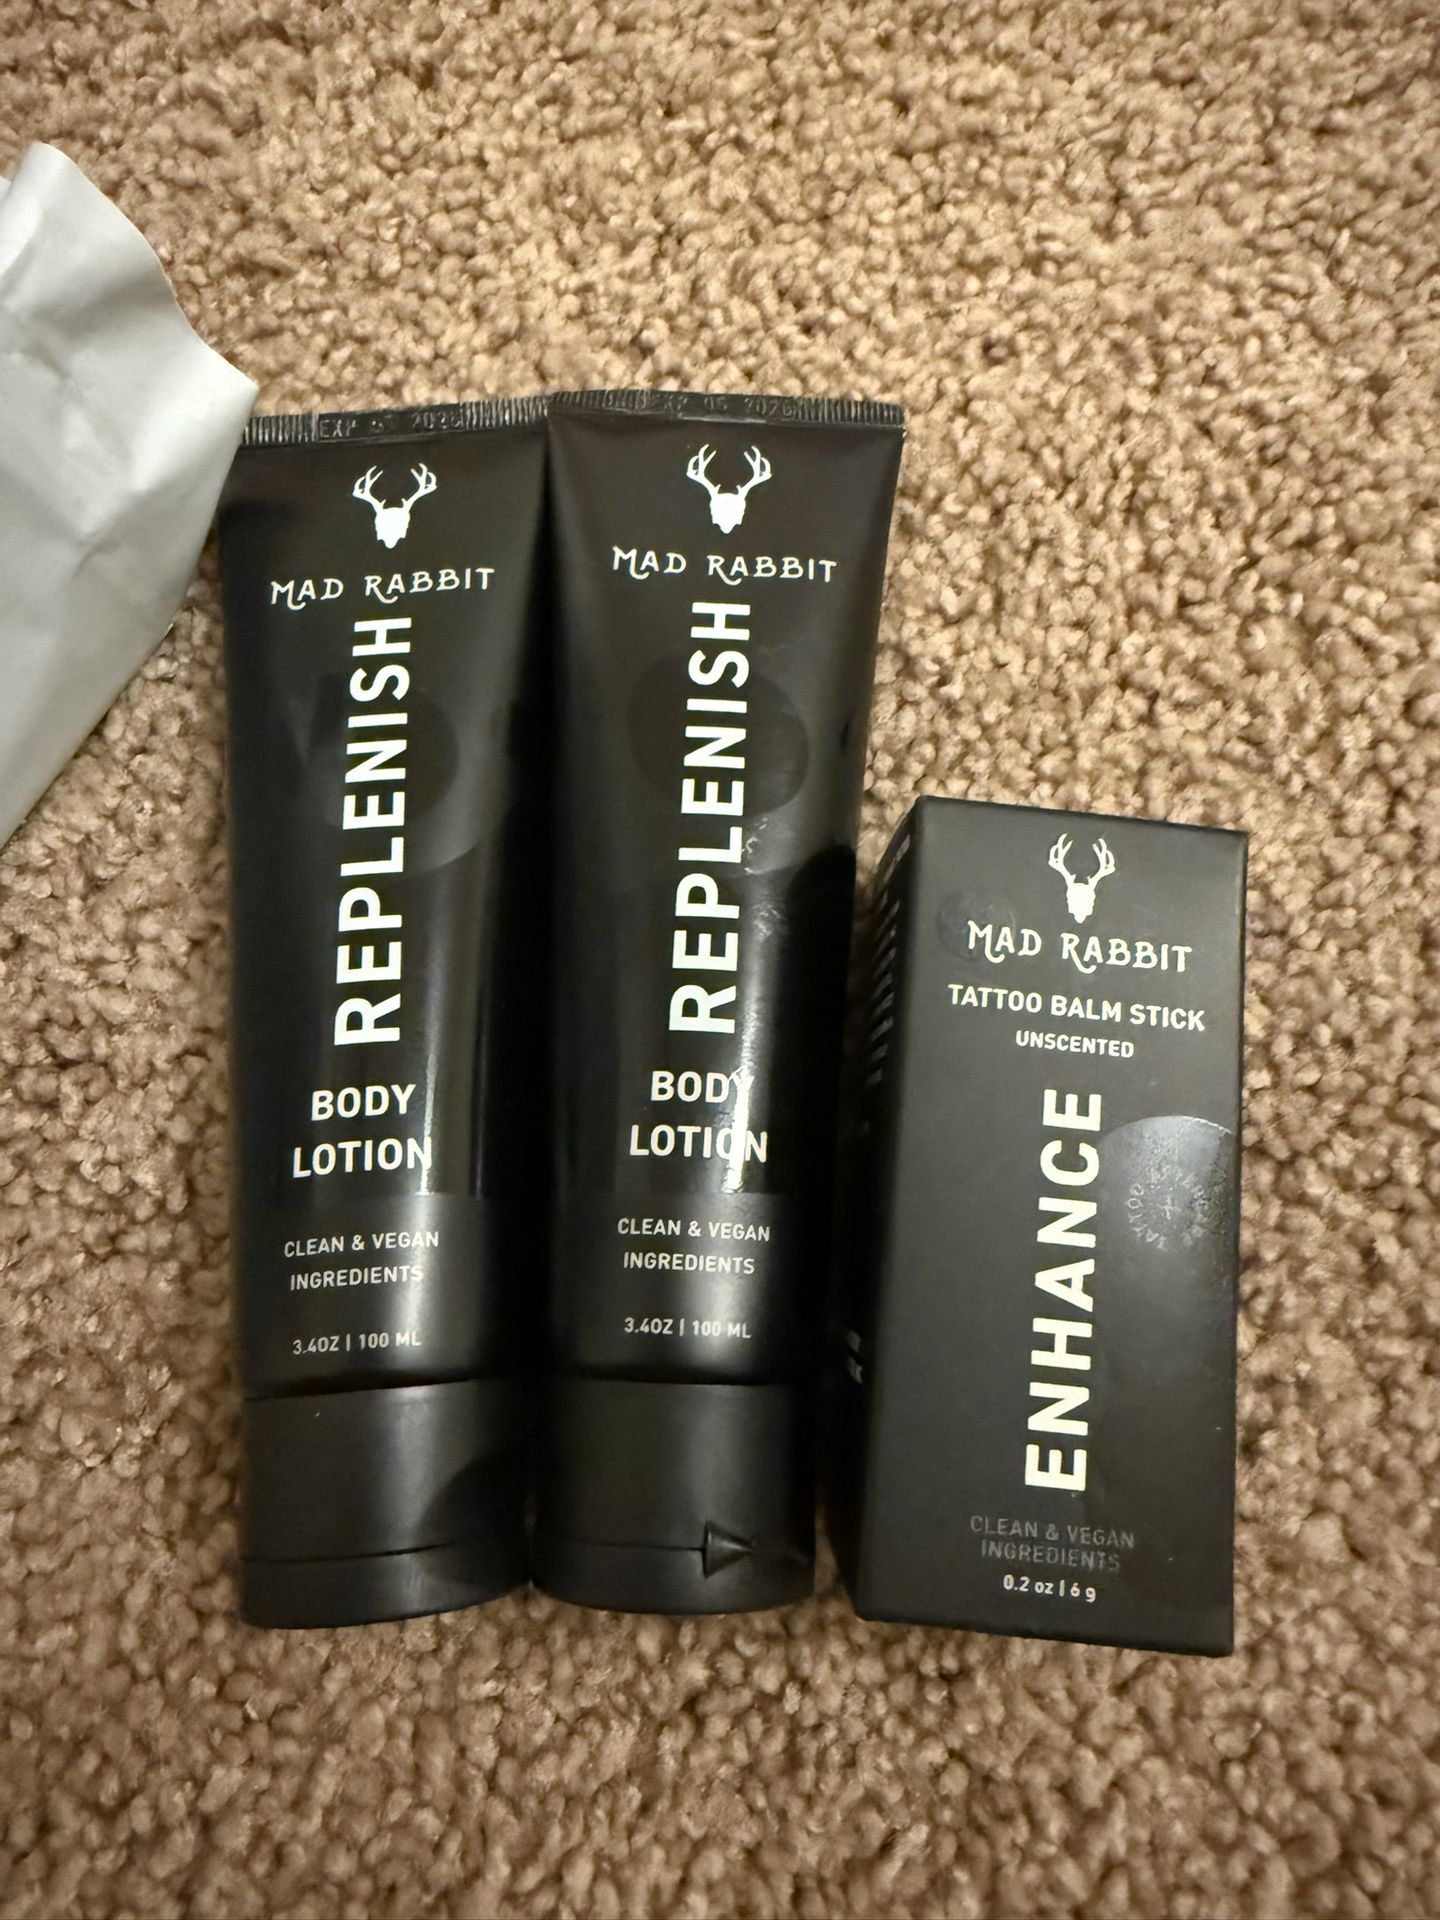 MAD RABBIT
REPLENISH
BODY
LOTION
CLEAN & VEGAN
INGREDIENTS
3.4OZ | 100 ML
EXP 05
MAD RABBIT
REPLENISH
BODY
LOTION
CLEAN & VEGAN
INGREDIENTS
3.4OZ | 100 ML
MAD RABBIT
TATTOO BALM STICK
UNSCENTED
ENHANCE
CLEAN & VEGAN
INGREDIENTS
0.2 oz | 6 g